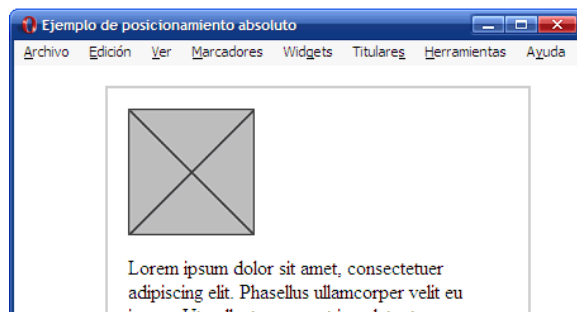 Ejemplo de posicionamiento absoluto
Archivo Edición Ver Marcadores Widgets Titulares Herramientas Ayuda
Lorem ipsum dolor sit amet, consectetuer
adipiscing elit. Phasellus ullamcorper velit eu